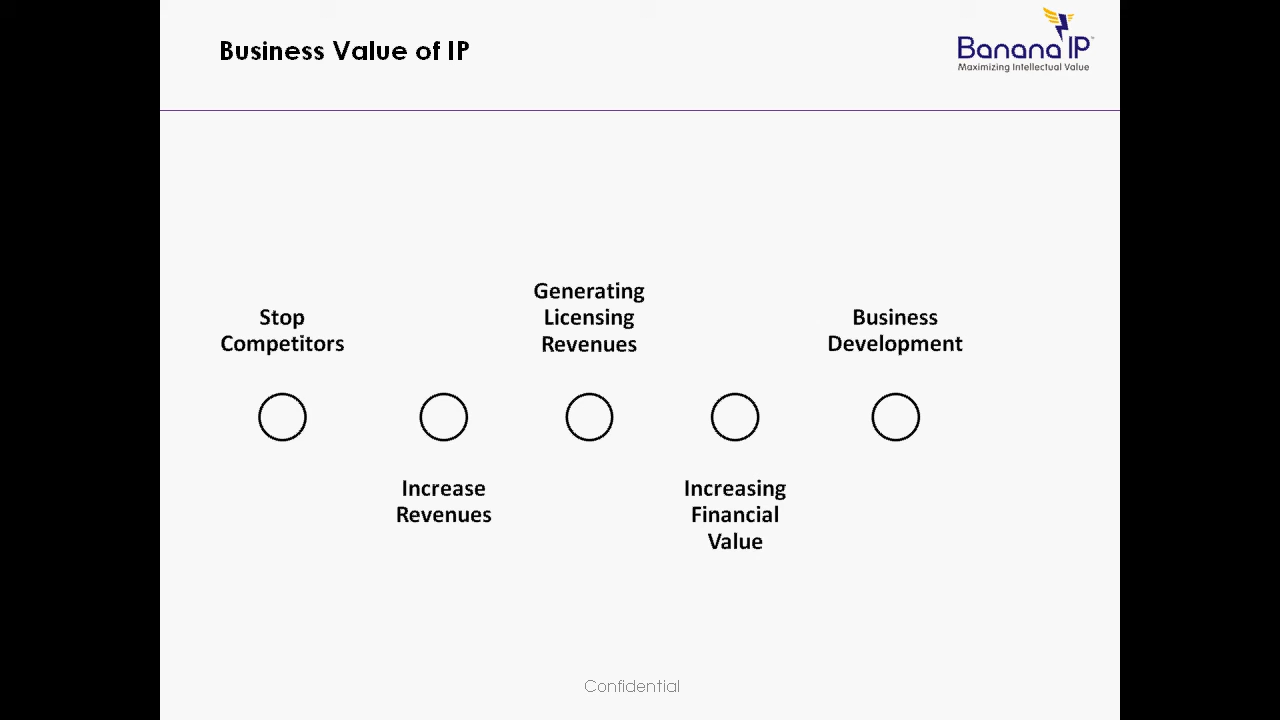 Business Value of IP
Banana IP
Maximizing Intellectual Value
Stop
Competitors
Increase
Revenues
Generating
Licensing
Revenues
Increasing
Financial
Value
Business
Development
Confidential